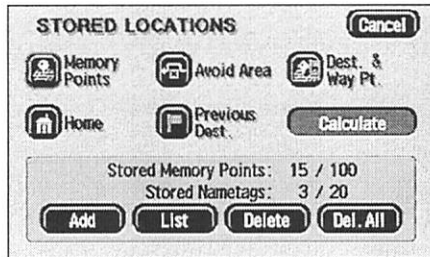 STORED LOCATIONS
Cancel
Memory Points
Avoid Area
Dest. & Way Pt.
Home
Previous Dest.
Calculate
Stored Memory Points: 15 / 100
Stored Nametags: 3 / 20
Add
List
Delete
Del.All